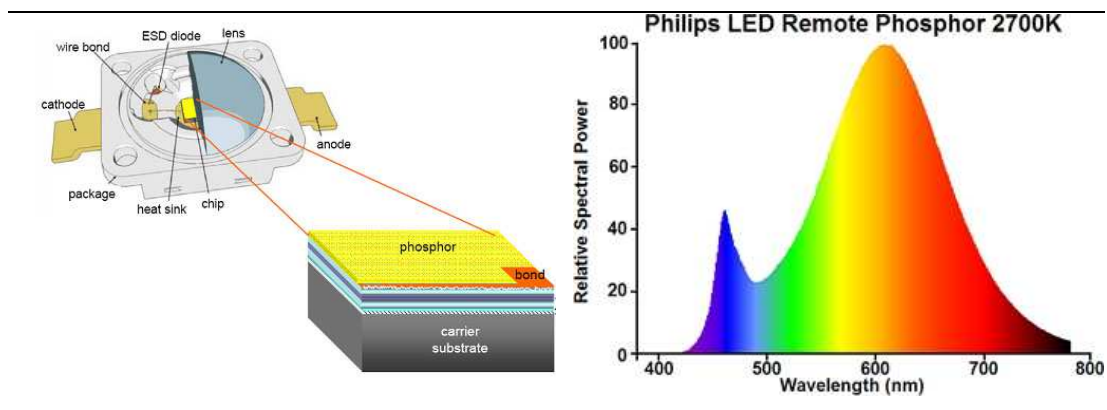 ESD diode
lens
wire bond
cathode
anode
package
heat sink
chip
phosphor
bond
carrier
substrate
Philips LED Remote Phosphor 2700K
Relative Spectral Power
100
80
60
40
20
0
400
500
600
700
800
Wavelength (nm)